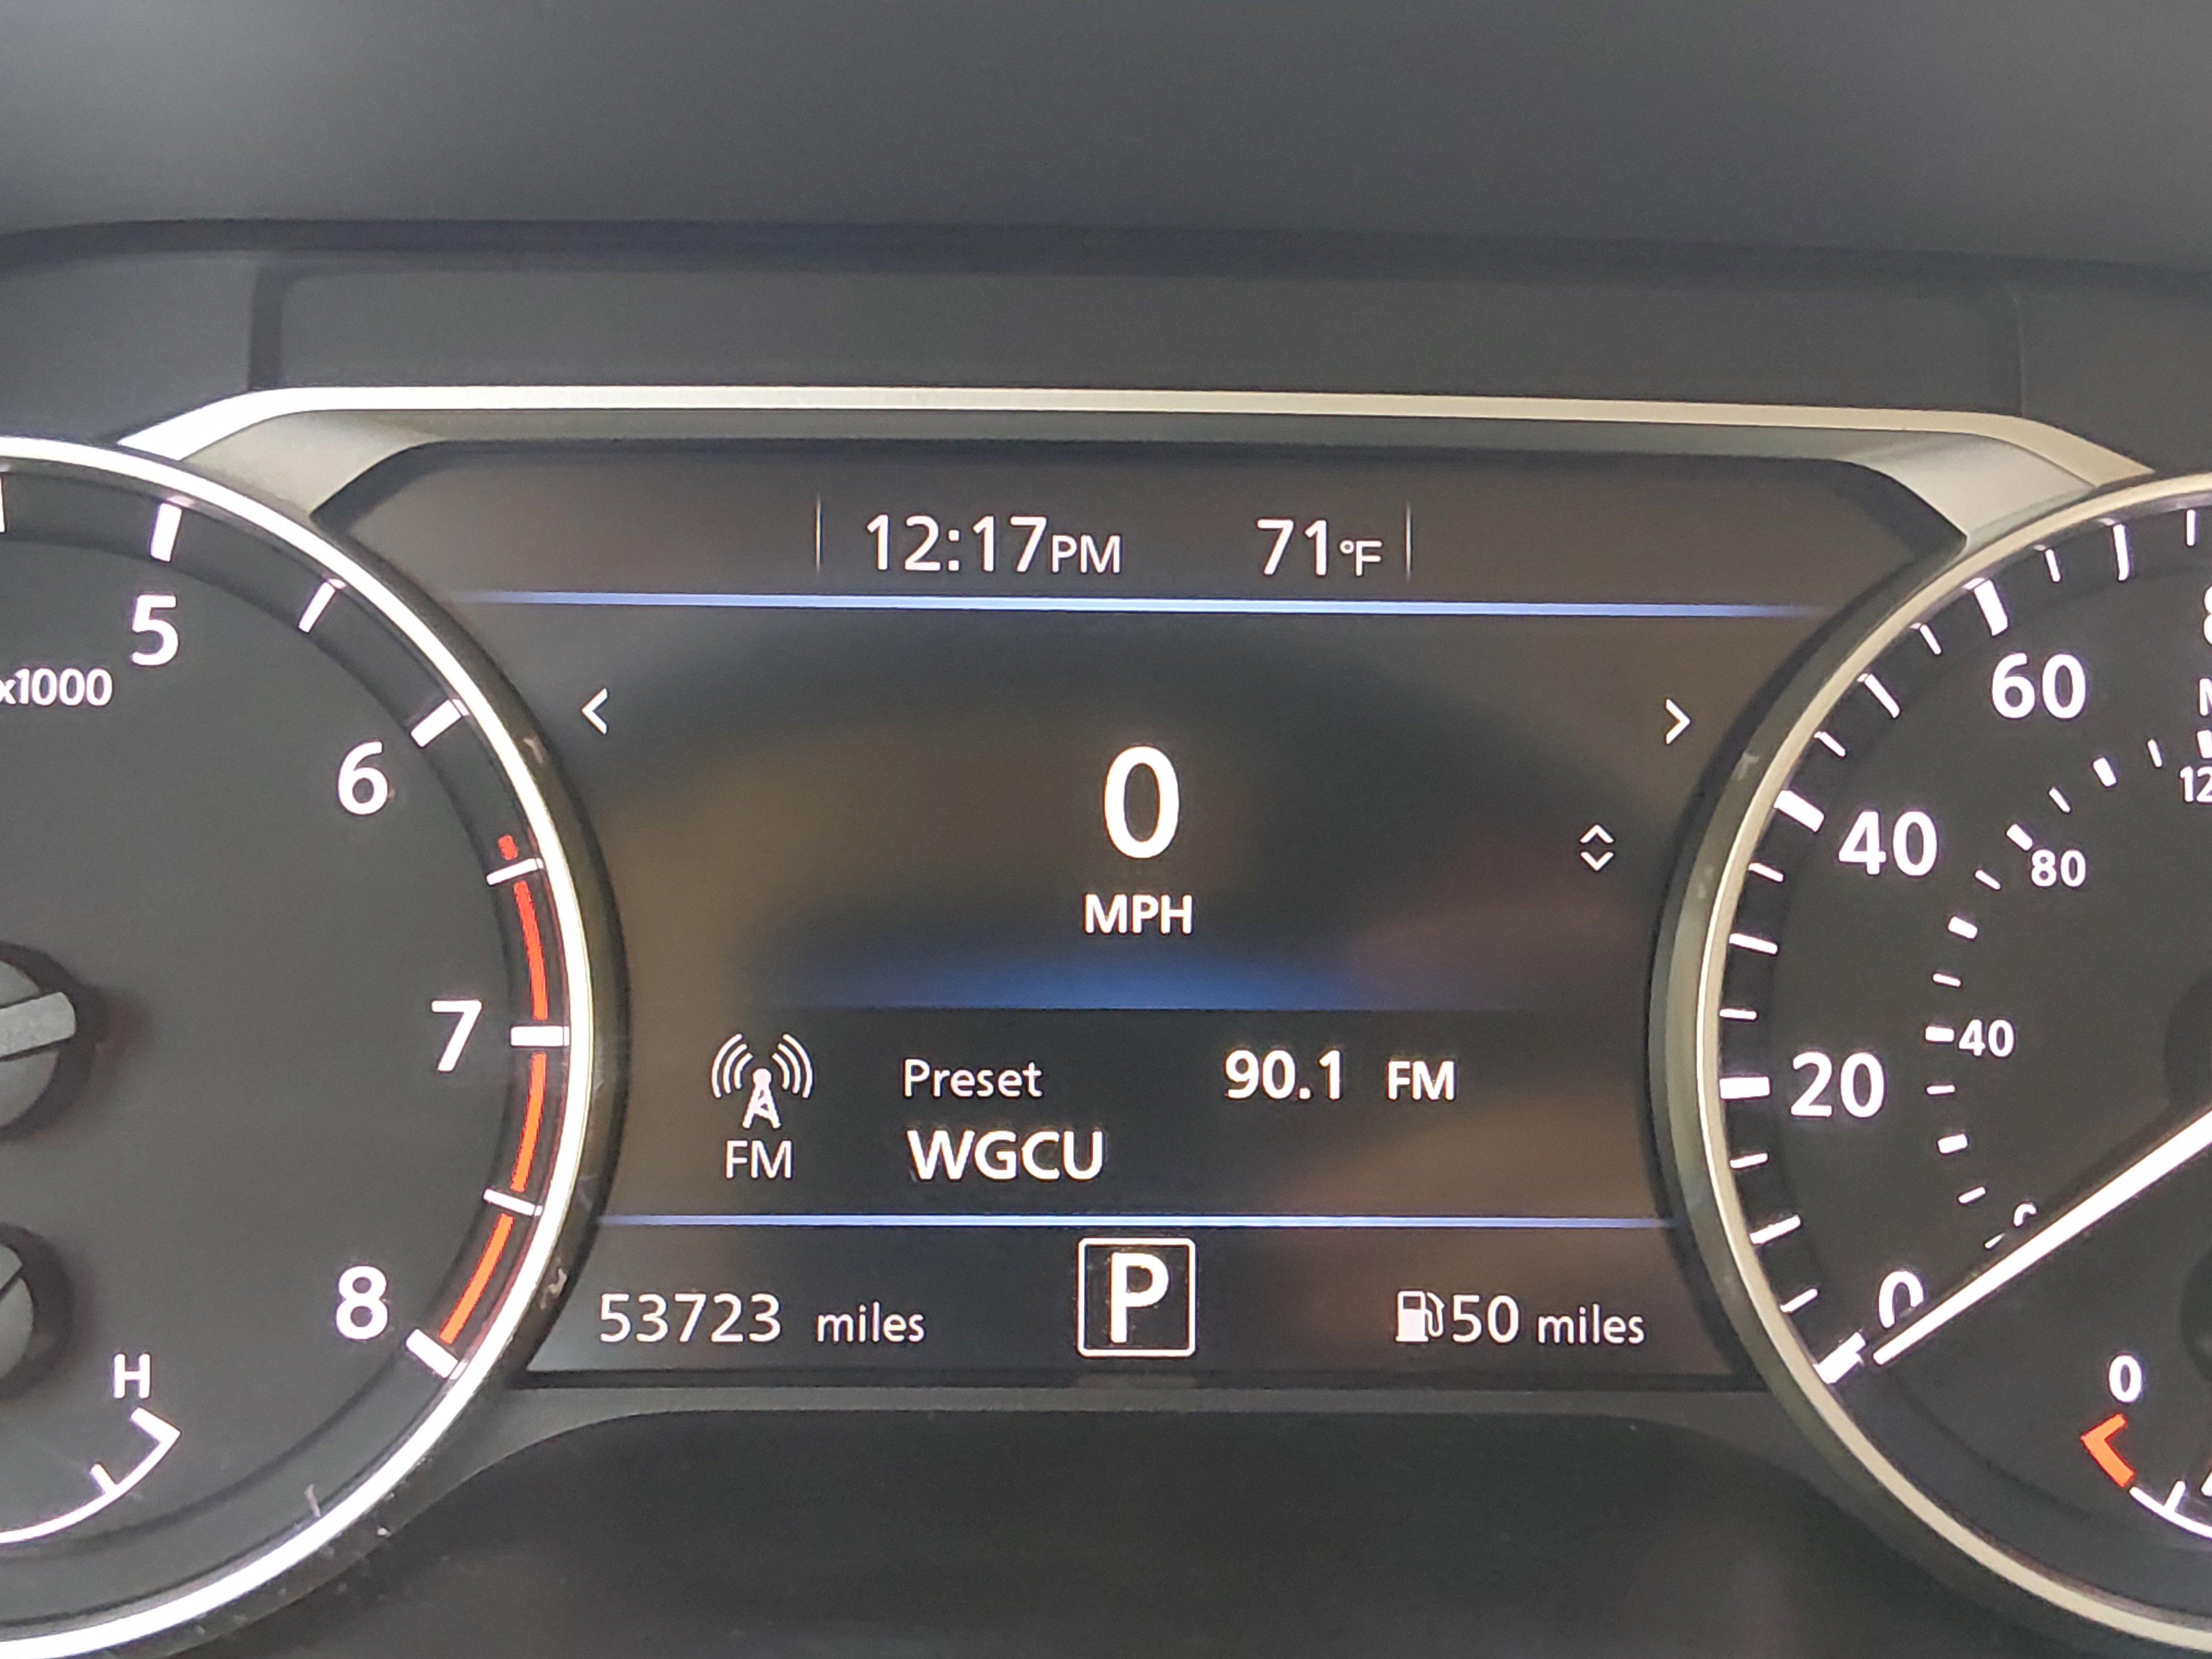 12:17PM 71°F
5
x1000
60
6
0
40
80
MPH
7
Preset 90.1 FM
40
20
FM
WGCU
8
53723 miles
P
50 miles
0
H
0